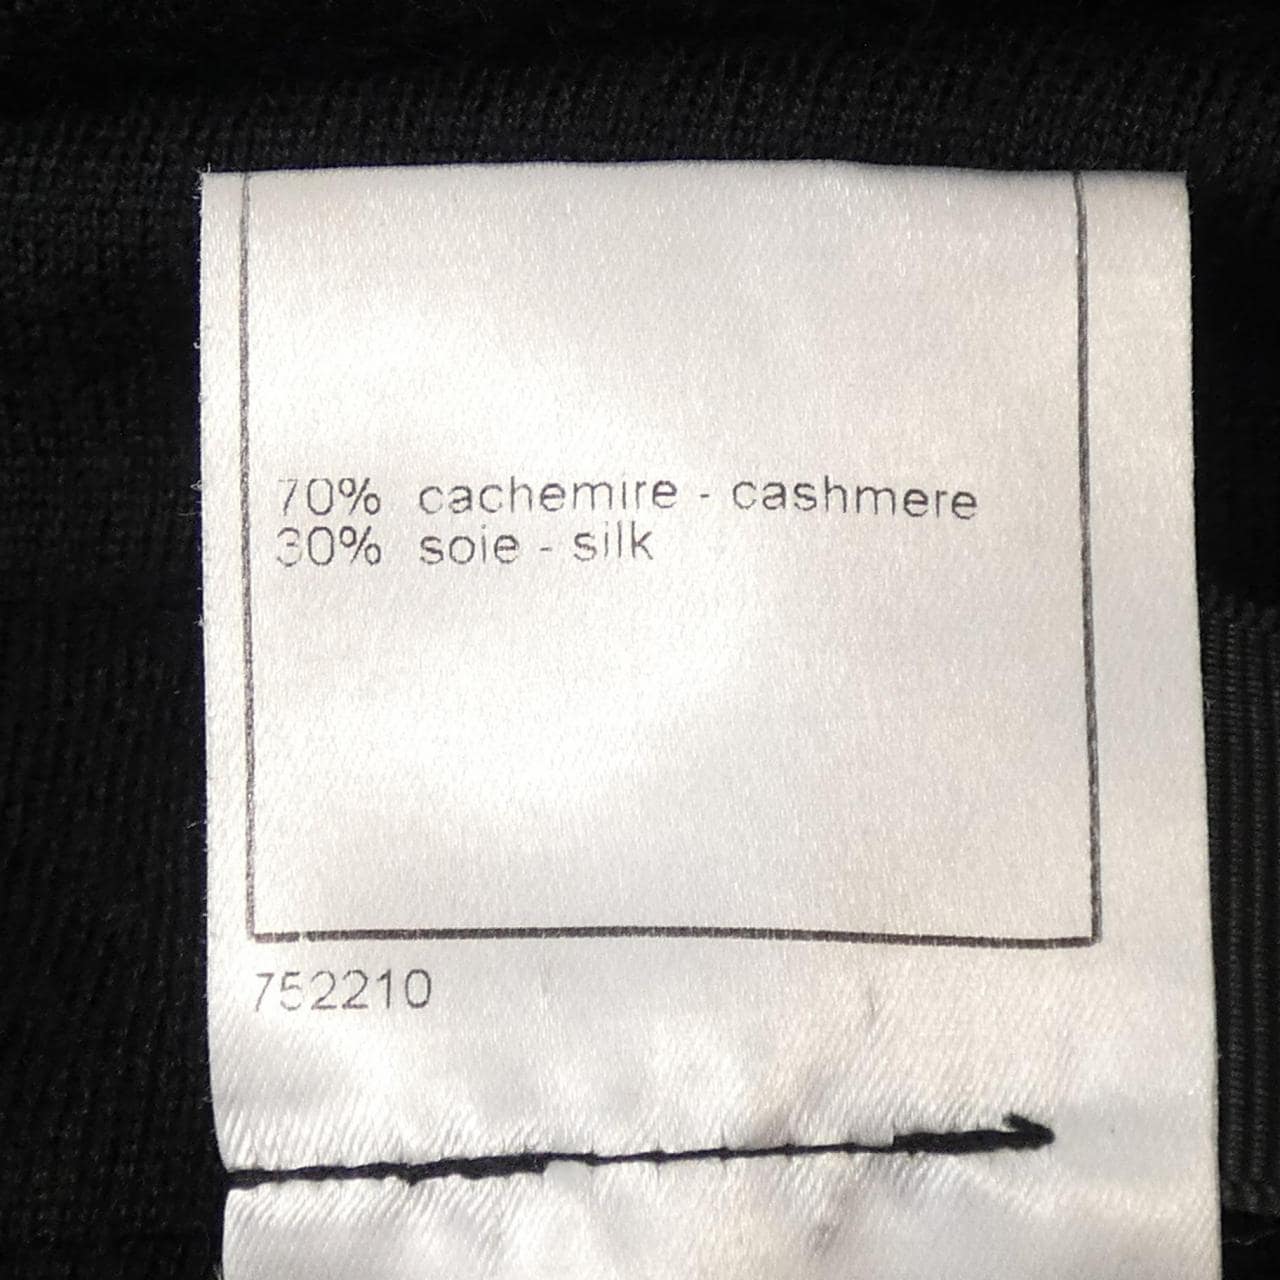 70% cachemire - cashmere
30% soie - silk
752210